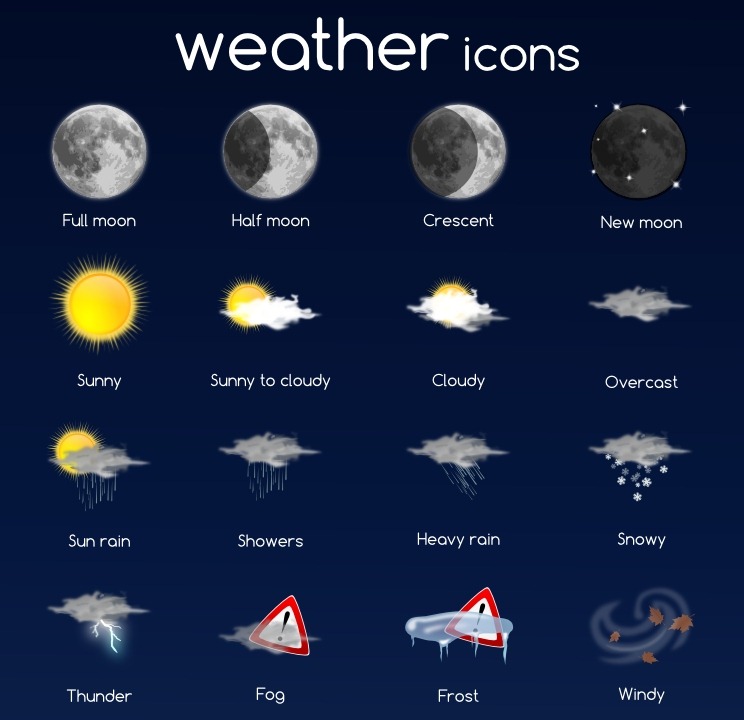 weather icons
Full moon
Half moon
Crescent
New moon
Sunny
Sunny to cloudy
Cloudy
Overcast
Sun rain
Showers
Heavy rain
Snowy
Thunder
Fog
Frost
Windy